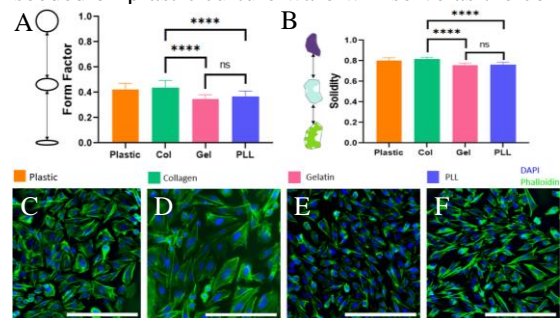 A
B
Form Factor
1.0
0.8
0.6
0.4
0.2
0.0
****
****
ns
Plastic Col Gel PLL
Solidity
1.0
0.8
0.6
0.4
0.2
0.0
****
****
ns
Plastic Col Gel PLL
Plastic Collagen Gelatin PLL DAPI
Phalloidin
C D E F